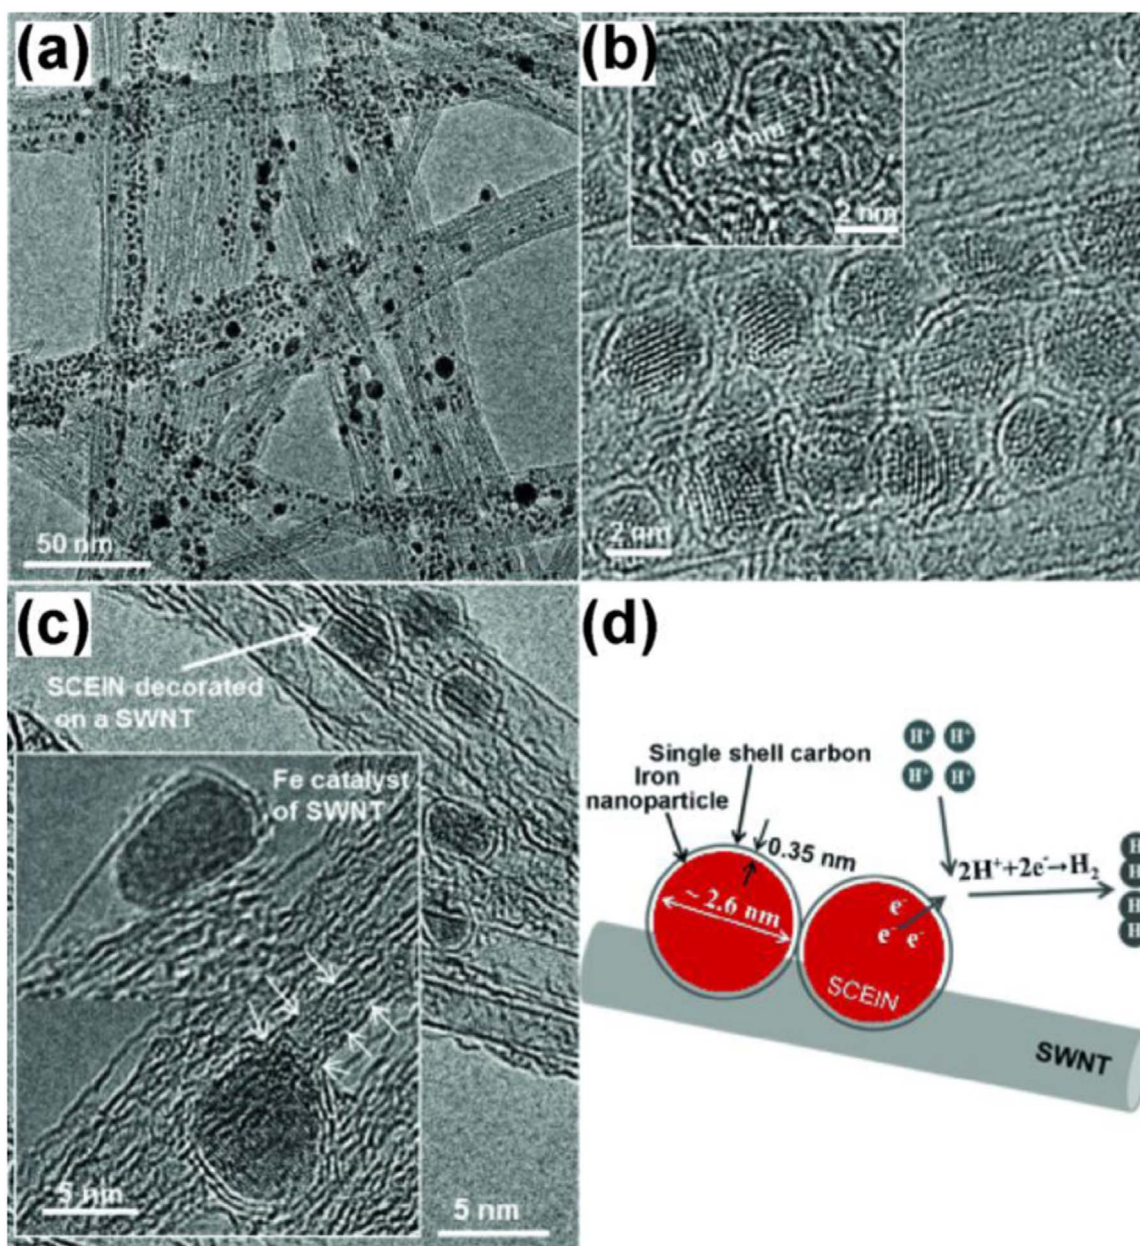 (a)
50 nm
(b)
0.21 nm
2 nm
2 nm
(c)
SCEIN decorated
on a SWNT
Fe catalyst
of SWNT
5 nm
5 nm
(d)
H⁺ H⁺
H⁺ H⁺
Single shell carbon
Iron
nanoparticle
0.35 nm
~ 2.6 nm
2H⁺+2e⁻→H₂
H
H
H
H
e⁻
e⁻ e⁻
SCEIN
SWNT